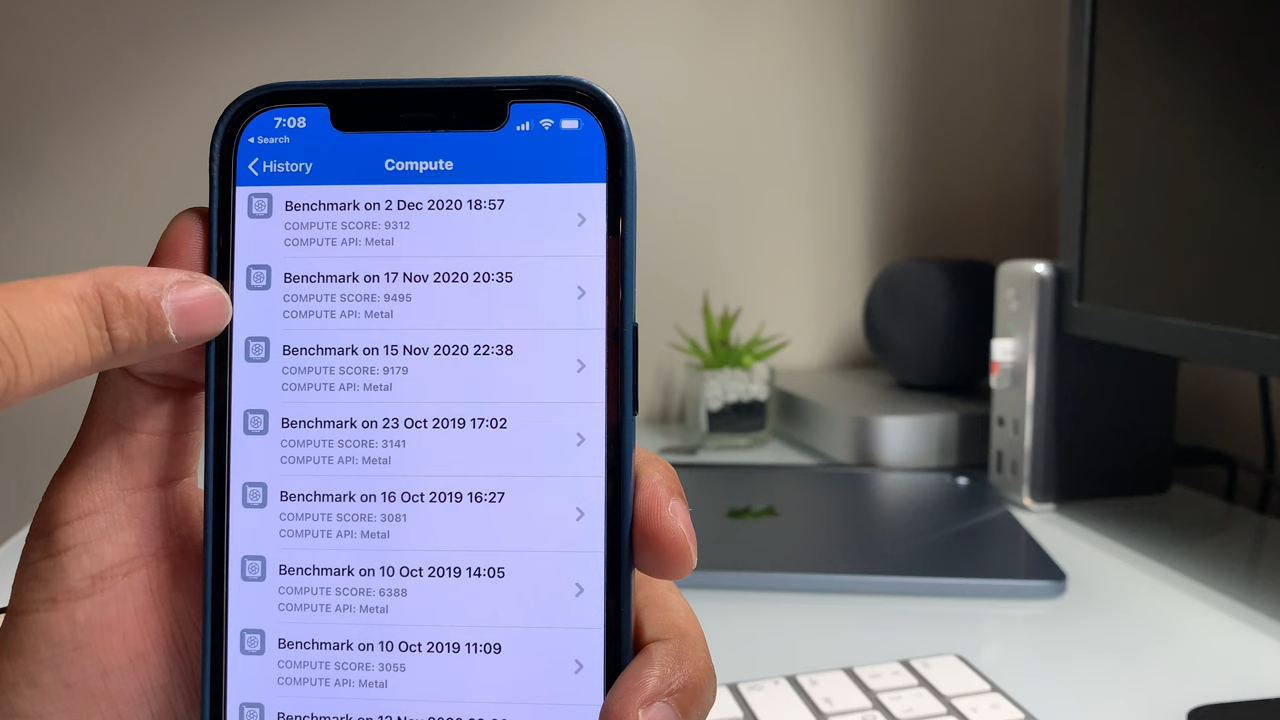 7:08
Search
History
Compute
Benchmark on 2 Dec 2020 18:57
COMPUTE SCORE: 9312
COMPUTE API: Metal
Benchmark on 17 Nov 2020 20:35
COMPUTE SCORE: 9495
COMPUTE API: Metal
Benchmark on 15 Nov 2020 22:38
COMPUTE SCORE: 9179
COMPUTE API: Metal
Benchmark on 23 Oct 2019 17:02
COMPUTE SCORE: 3141
COMPUTE API: Metal
Benchmark on 16 Oct 2019 16:27
COMPUTE SCORE: 3081
COMPUTE API: Metal
Benchmark on 10 Oct 2019 14:05
COMPUTE SCORE: 6388
COMPUTE API: Metal
Benchmark on 10 Oct 2019 11:09
COMPUTE SCORE: 3055
COMPUTE API: Metal
Benchmark on